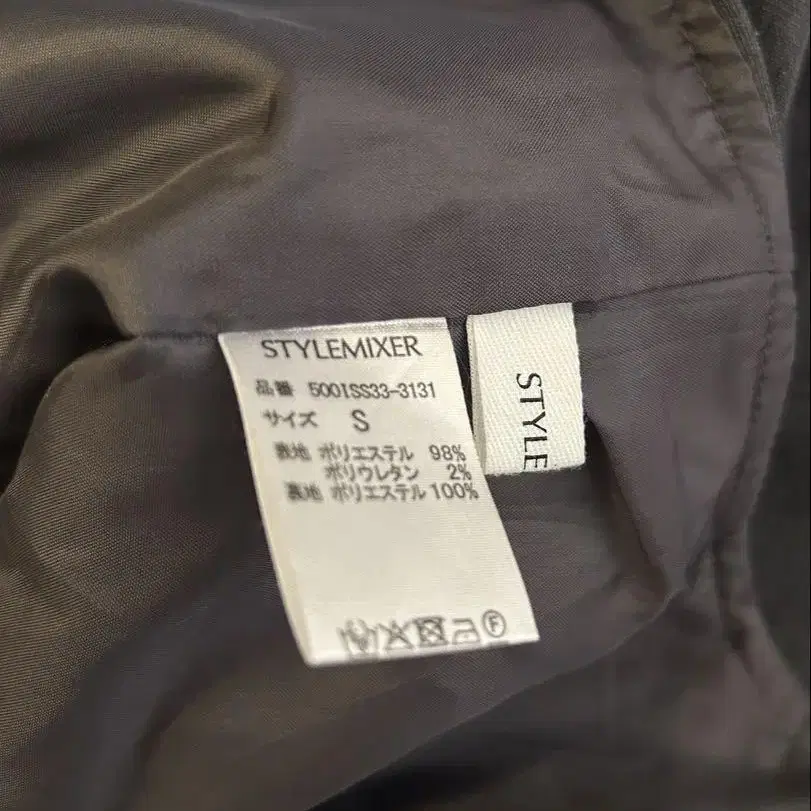 STYLEMIXER
品番 5001SS33-3131
サイズ S
表地 ポリエステル 98%
ポリウレタン 2%
裏地 ポリエステル 100%
F
STYLE